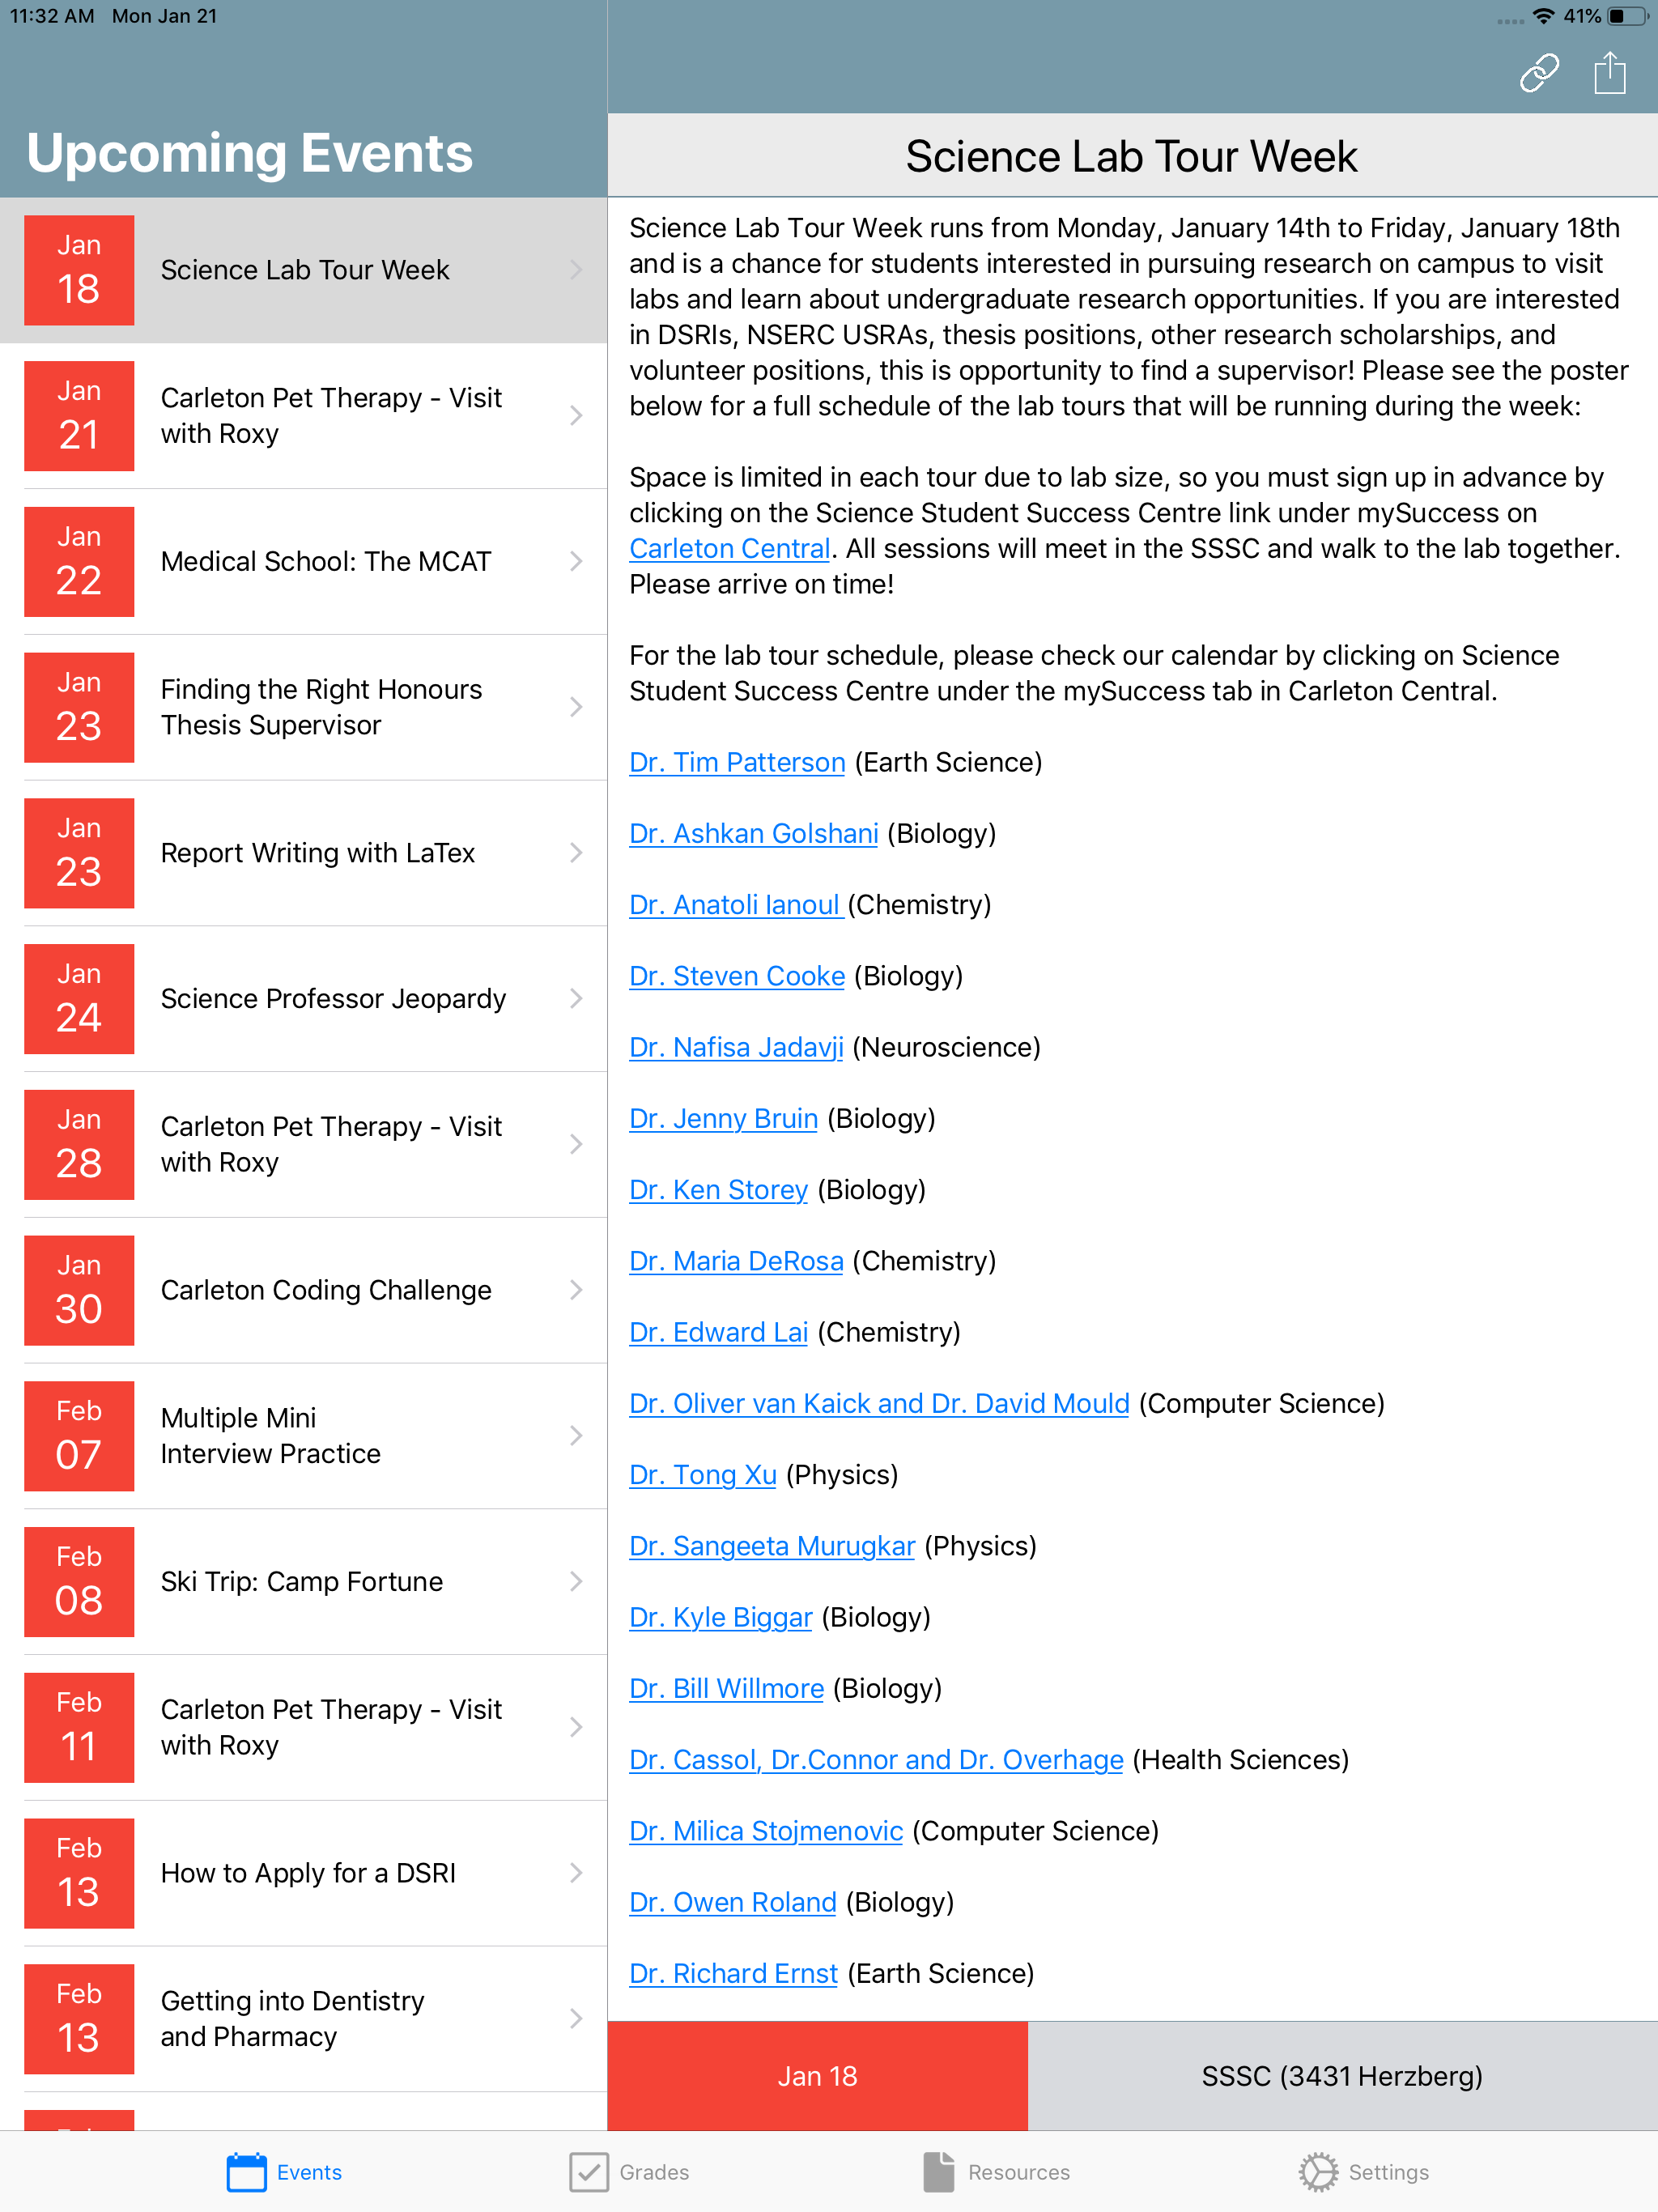 11:32 AM Mon Jan 21
41%
Upcoming Events
Jan
18
Science Lab Tour Week
Jan
21
Carleton Pet Therapy - Visit
with Roxy
Jan
22
Medical School: The MCAT
Jan
23
Finding the Right Honours
Thesis Supervisor
Jan
23
Report Writing with LaTex
Jan
24
Science Professor Jeopardy
Jan
28
Carleton Pet Therapy - Visit
with Roxy
Jan
30
Carleton Coding Challenge
Feb
07
Multiple Mini
Interview Practice
Feb
08
Ski Trip: Camp Fortune
Feb
11
Carleton Pet Therapy - Visit
with Roxy
Feb
13
How to Apply for a DSRI
Feb
13
Getting into Dentistry
and Pharmacy
Science Lab Tour Week
Science Lab Tour Week runs from Monday, January 14th to Friday, January 18th
and is a chance for students interested in pursuing research on campus to visit
labs and learn about undergraduate research opportunities. If you are interested
in DSRIs, NSERC USRAs, thesis positions, other research scholarships, and
volunteer positions, this is opportunity to find a supervisor! Please see the poster
below for a full schedule of the lab tours that will be running during the week:
Space is limited in each tour due to lab size, so you must sign up in advance by
clicking on the Science Student Success Centre link under mySuccess on
Carleton Central. All sessions will meet in the SSSC and walk to the lab together.
Please arrive on time!
For the lab tour schedule, please check our calendar by clicking on Science
Student Success Centre under the mySuccess tab in Carleton Central.
Dr. Tim Patterson (Earth Science)
Dr. Ashkan Golshani (Biology)
Dr. Anatoli Ianoul (Chemistry)
Dr. Steven Cooke (Biology)
Dr. Nafisa Jadavji (Neuroscience)
Dr. Jenny Bruin (Biology)
Dr. Ken Storey (Biology)
Dr. Maria DeRosa (Chemistry)
Dr. Edward Lai (Chemistry)
Dr. Oliver van Kaick and Dr. David Mould (Computer Science)
Dr. Tong Xu (Physics)
Dr. Sangeeta Murugkar (Physics)
Dr. Kyle Biggar (Biology)
Dr. Bill Willmore (Biology)
Dr. Cassol, Dr.Connor and Dr. Overhage (Health Sciences)
Dr. Milica Stojmenovic (Computer Science)
Dr. Owen Roland (Biology)
Dr. Richard Ernst (Earth Science)
Jan 18
SSSC (3431 Herzberg)
Events
Grades
Resources
Settings